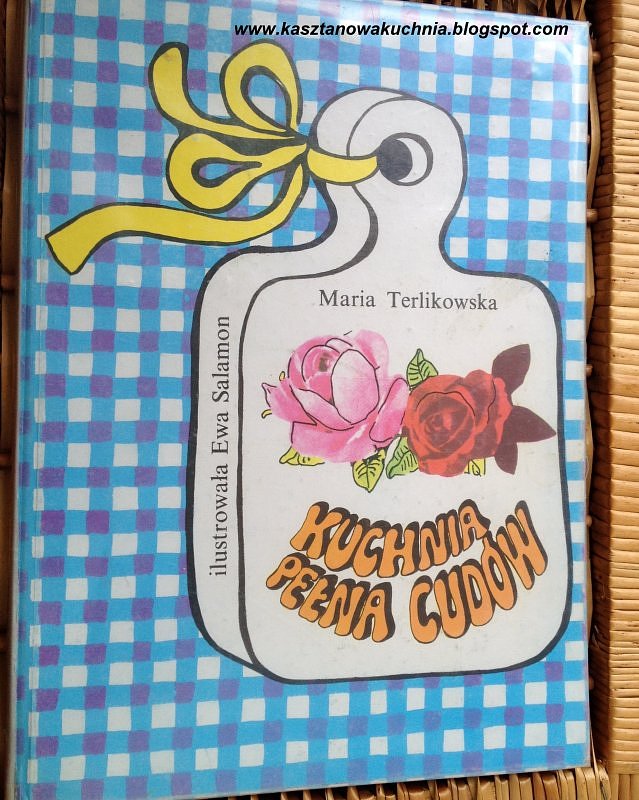 www.kasztanowakuchnia.blogspot.com
Maria Terlikowska
ilustrowała Ewa Salamon
KUCHNIA
PEŁNA CUDÓW